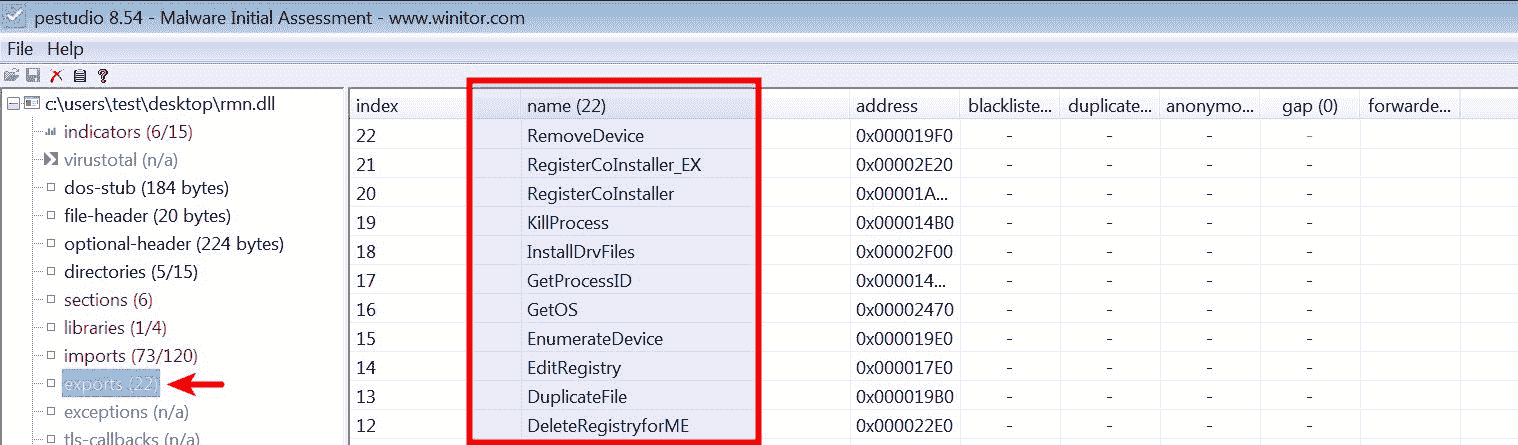 pestudio 8.54 - Malware Initial Assessment - www.winitor.com
File Help
c:\users\test\desktop\rmn.dll
indicators (6/15)
virustotal (n/a)
dos-stub (184 bytes)
file-header (20 bytes)
optional-header (224 bytes)
directories (5/15)
sections (6)
libraries (1/4)
imports (73/120)
exports (22)
exceptions (n/a)
tls-callbacks (n/a)
index name (22) address blackliste... duplicate... anonymo... gap (0) forwarde...
22 RemoveDevice 0x000019F0 - - - - -
21 RegisterCoInstaller_EX 0x00002E20 - - - - -
20 RegisterCoInstaller 0x00001A... - - - - -
19 KillProcess 0x000014B0 - - - - -
18 InstallDrvFiles 0x00002F00 - - - - -
17 GetProcessID 0x000014... - - - - -
16 GetOS 0x00002470 - - - - -
15 EnumerateDevice 0x000019E0 - - - - -
14 EditRegistry 0x000017E0 - - - - -
13 DuplicateFile 0x000019B0 - - - - -
12 DeleteRegistryforME 0x000022E0 - - - - -